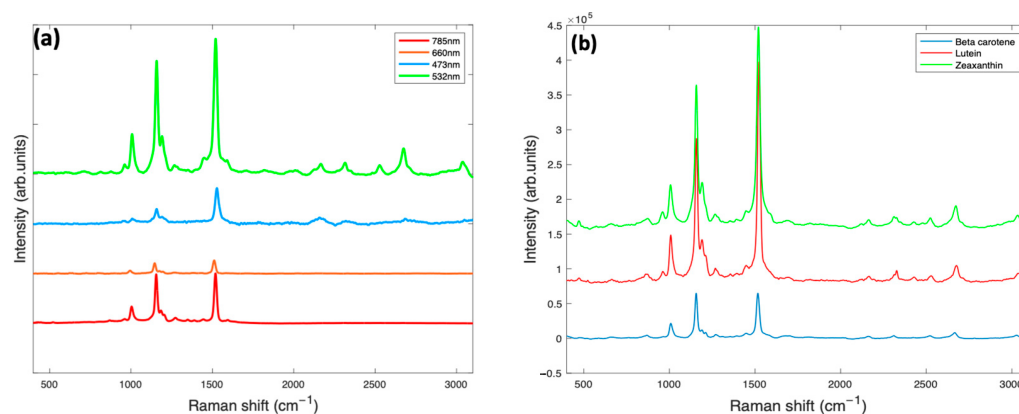 (a)
785nm
660nm
473nm
532nm
Intensity (arb.units)
500 1000 1500 2000 2500 3000
Raman shift (cm⁻¹)
(b)
×10⁵
Beta carotene
Lutein
Zeaxanthin
4.5
4
3.5
3
2.5
2
1.5
1
0.5
0
−0.5
Intensity (arb.units)
500 1000 1500 2000 2500 3000
Raman shift (cm⁻¹)